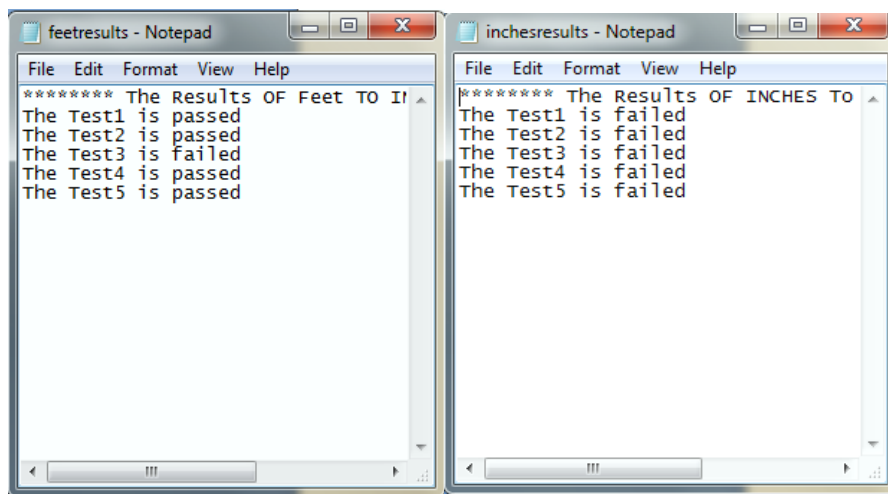 feetresults - Notepad
File Edit Format View Help
******** The Results OF Feet TO
The Test1 is passed
The Test2 is passed
The Test3 is failed
The Test4 is passed
The Test5 is passed
inchesresults - Notepad
File Edit Format View Help
******** The Results OF INCHES To
The Test1 is failed
The Test2 is failed
The Test3 is failed
The Test4 is failed
The Test5 is failed